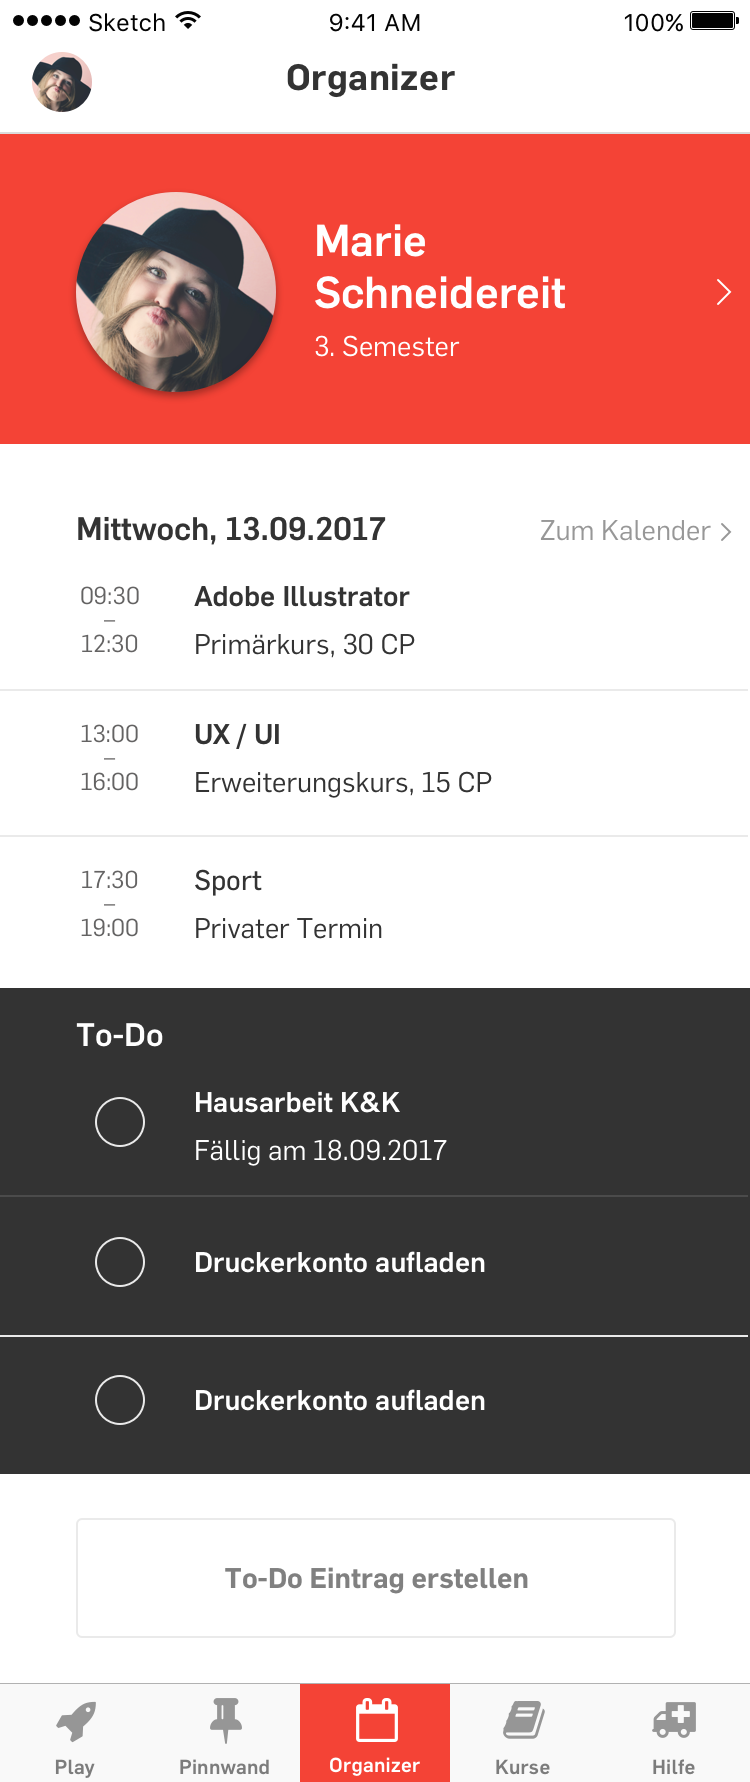 Sketch 9:41 AM 100%
Organizer
Marie
Schneidereit
3. Semester
Mittwoch, 13.09.2017 Zum Kalender
09:30 Adobe Illustrator
–
12:30 Primärkurs, 30 CP
13:00 UX / UI
–
16:00 Erweiterungskurs, 15 CP
17:30 Sport
–
19:00 Privater Termin
To-Do
Hausarbeit K&K
Fällig am 18.09.2017
Druckerkonto aufladen
Druckerkonto aufladen
To-Do Eintrag erstellen
Play Pinnwand Organizer Kurse Hilfe